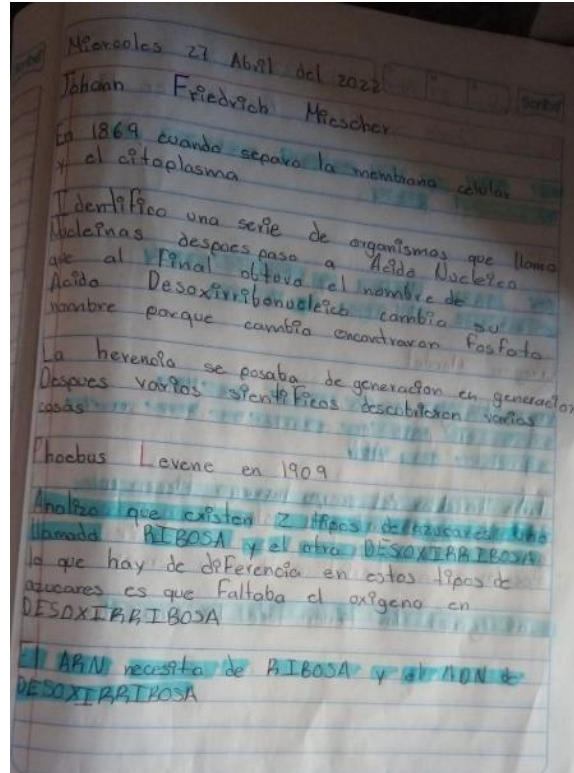 Miercoles 27 Abril del 2022
Johann Friedrich Miescher
En 1869 cuando separo la membrana celular
y el citoplasma
Identifico una serie de organismos que llamo
Nucleinas despues paso a Acido Nucleico
que al Final obtuvo el nombre de
Acido Desoxirribonucleico cambio su
nombre porque cambio encontraron fosfato
La herencia se pasaba de generacion en generacion
Despues varios sientificos descubrieron varias
cosas
Phoebus Levene en 1909
Analizo que existen 2 tipos de azucares uno
llamado RIBOSA y el otro DESOXIRRIBOSA
lo que hay de diferencia en estos tipos de
azucares es que Faltaba el oxigeno en
DESOXIRRIBOSA
El ARN necesita de RIBOSA y el ADN de
DESOXIRRIBOSA